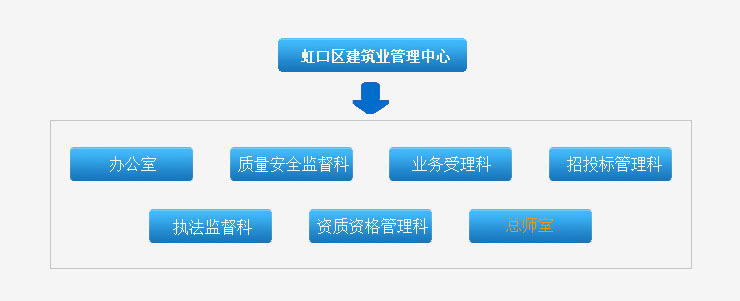 虹口区建筑业管理中心
办公室
质量安全监督科
业务受理科
招投标管理科
执法监督科
资质资格管理科
总师室